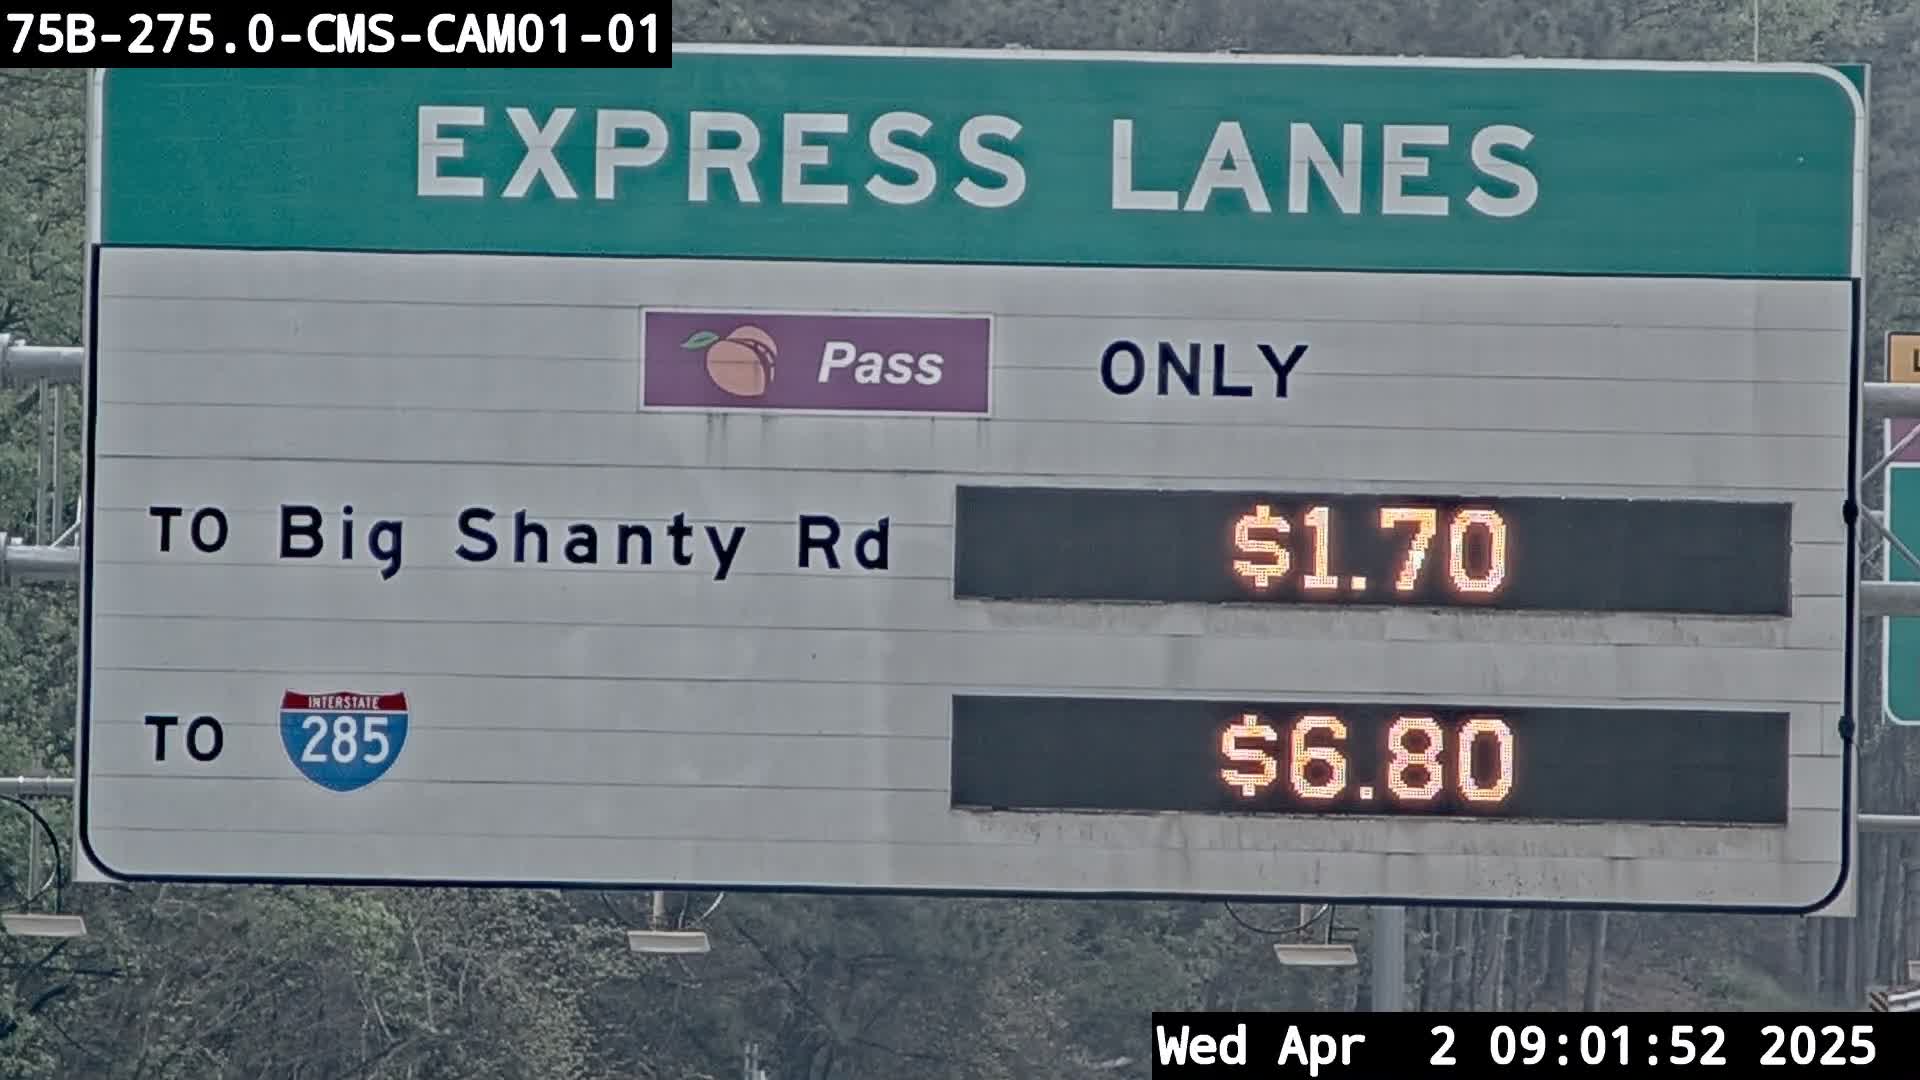 75B-275.0-CMS-CAM01-01
EXPRESS LANES
Pass ONLY
TO Big Shanty Rd $1.70
TO INTERSTATE 285 $6.80
Wed Apr 2 09:01:52 2025